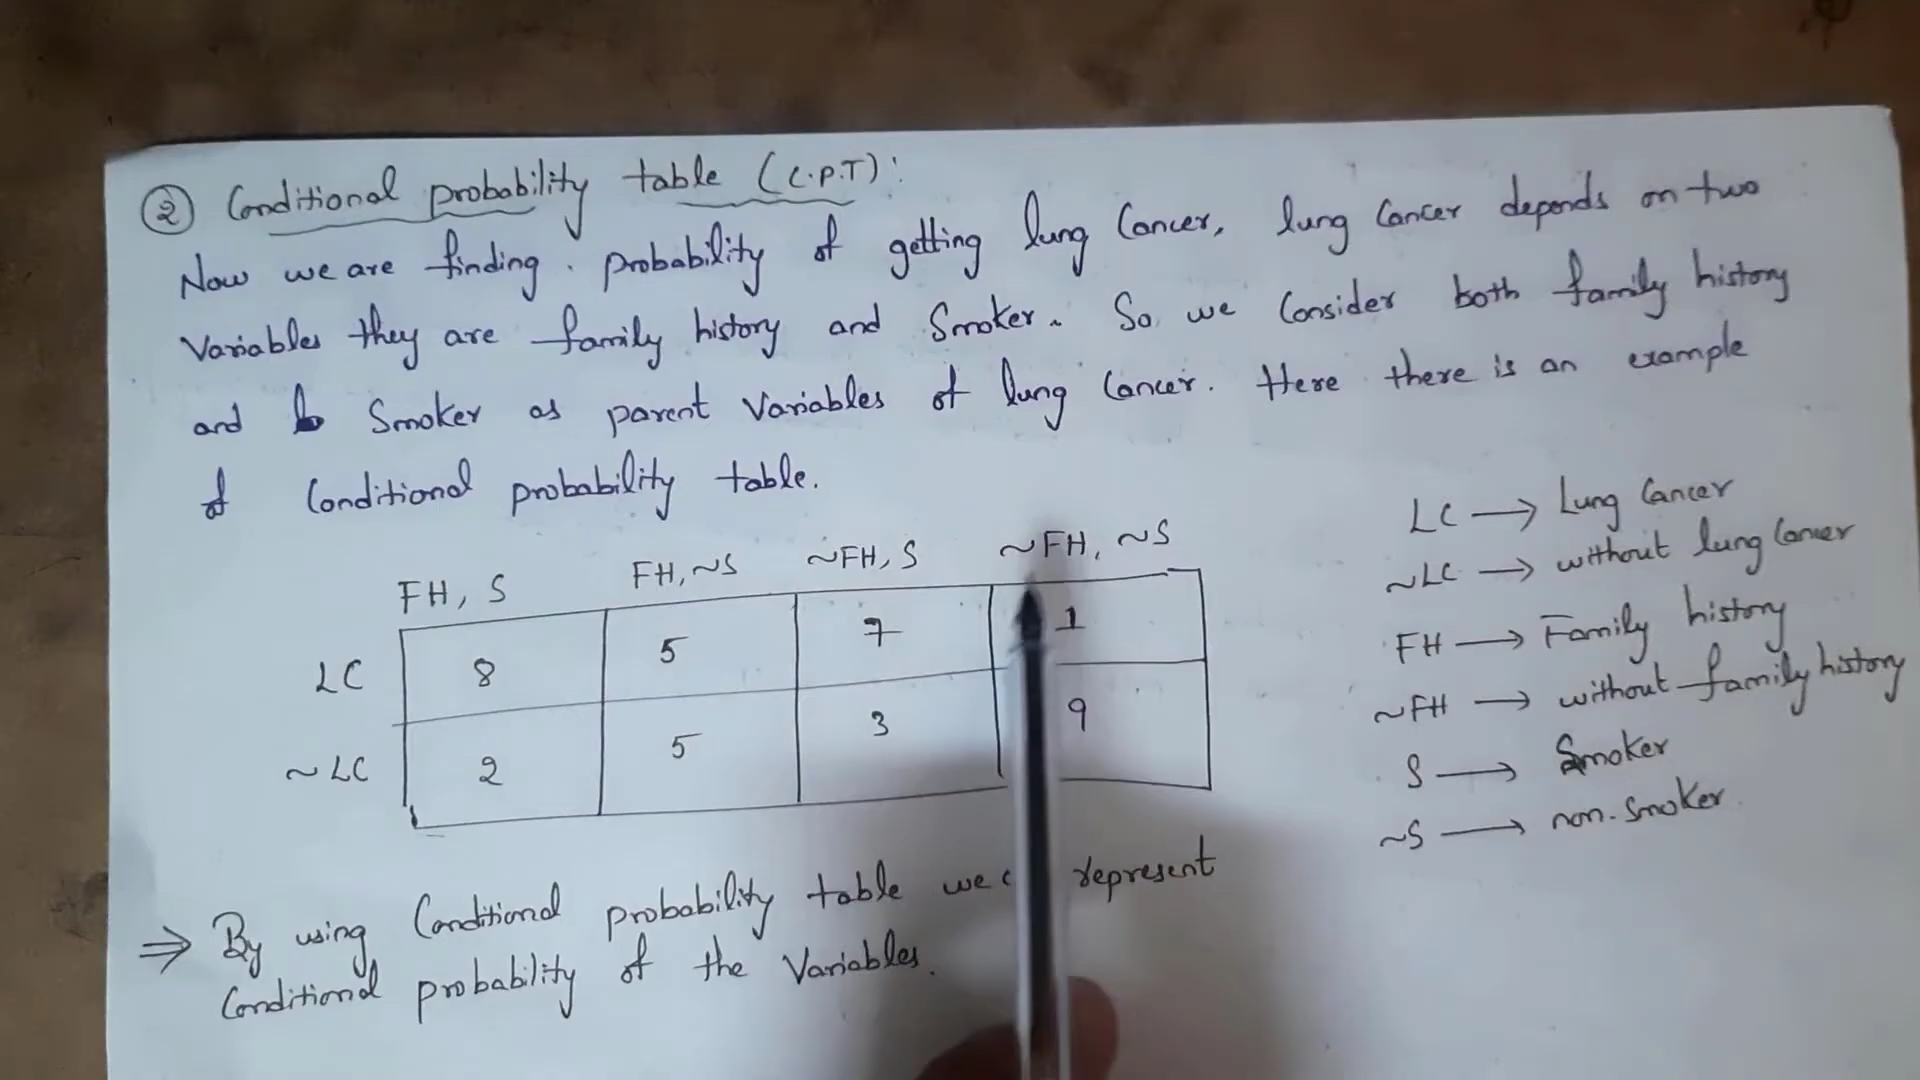 ② Conditional probability table (C.P.T):
Now we are finding. probability of getting lung Cancer, lung Cancer depends on two
Variables they are family history and Smoker. So, we Consider both family history
and Smoker as parent Variables of lung Cancer. Here there is an example
of Conditional probability table.
FH, S FH, ~S ~FH, S ~FH, ~S
LC 8 5 7 1
~LC 2 5 3 9
LC → Lung Cancer
~LC → without lung Cancer
FH → Family history
~FH → without family history
S → Smoker
~S → non-smoker.
⇒ By using Conditional probability table we represent
Conditional probability of the Variables.